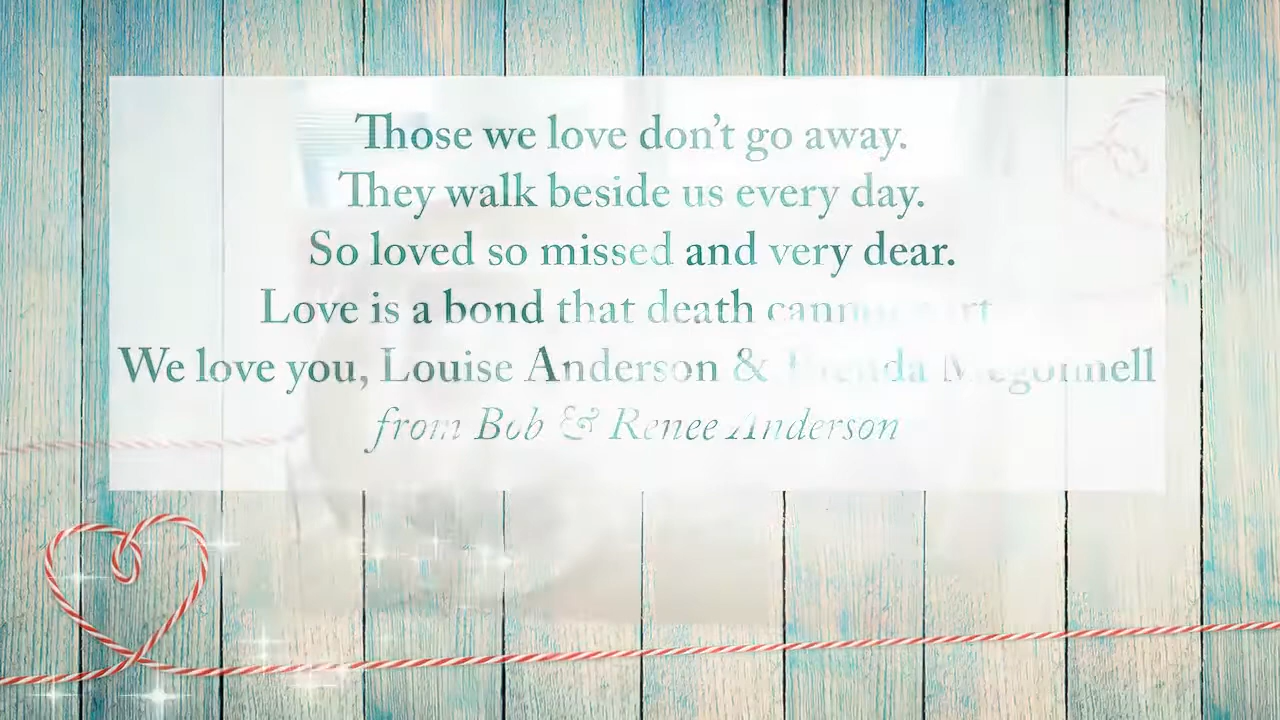 Those we love don't go away.
They walk beside us every day.
So loved so missed and very dear.
Love is a bond that death
We love you, Louise Anderson & Brenda
from Bob & Renee Anderson